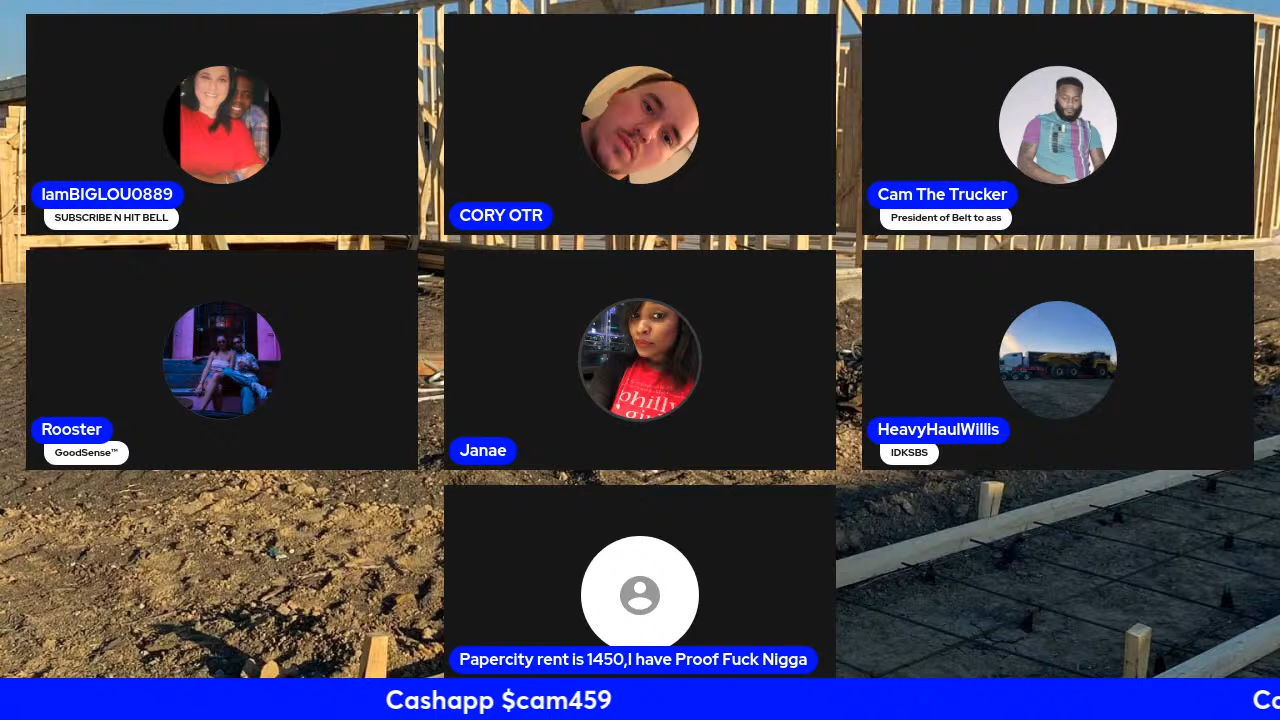 IamBIGLOU0889
SUBSCRIBE N HIT BELL
CORY OTR
Cam The Trucker
President of Belt to ass
Rooster
GoodSense™
philly
Janae
HeavyHaulWillis
IDKSBS
Papercity rent is 1450,I have Proof Fuck Nigga
Cashapp $cam459